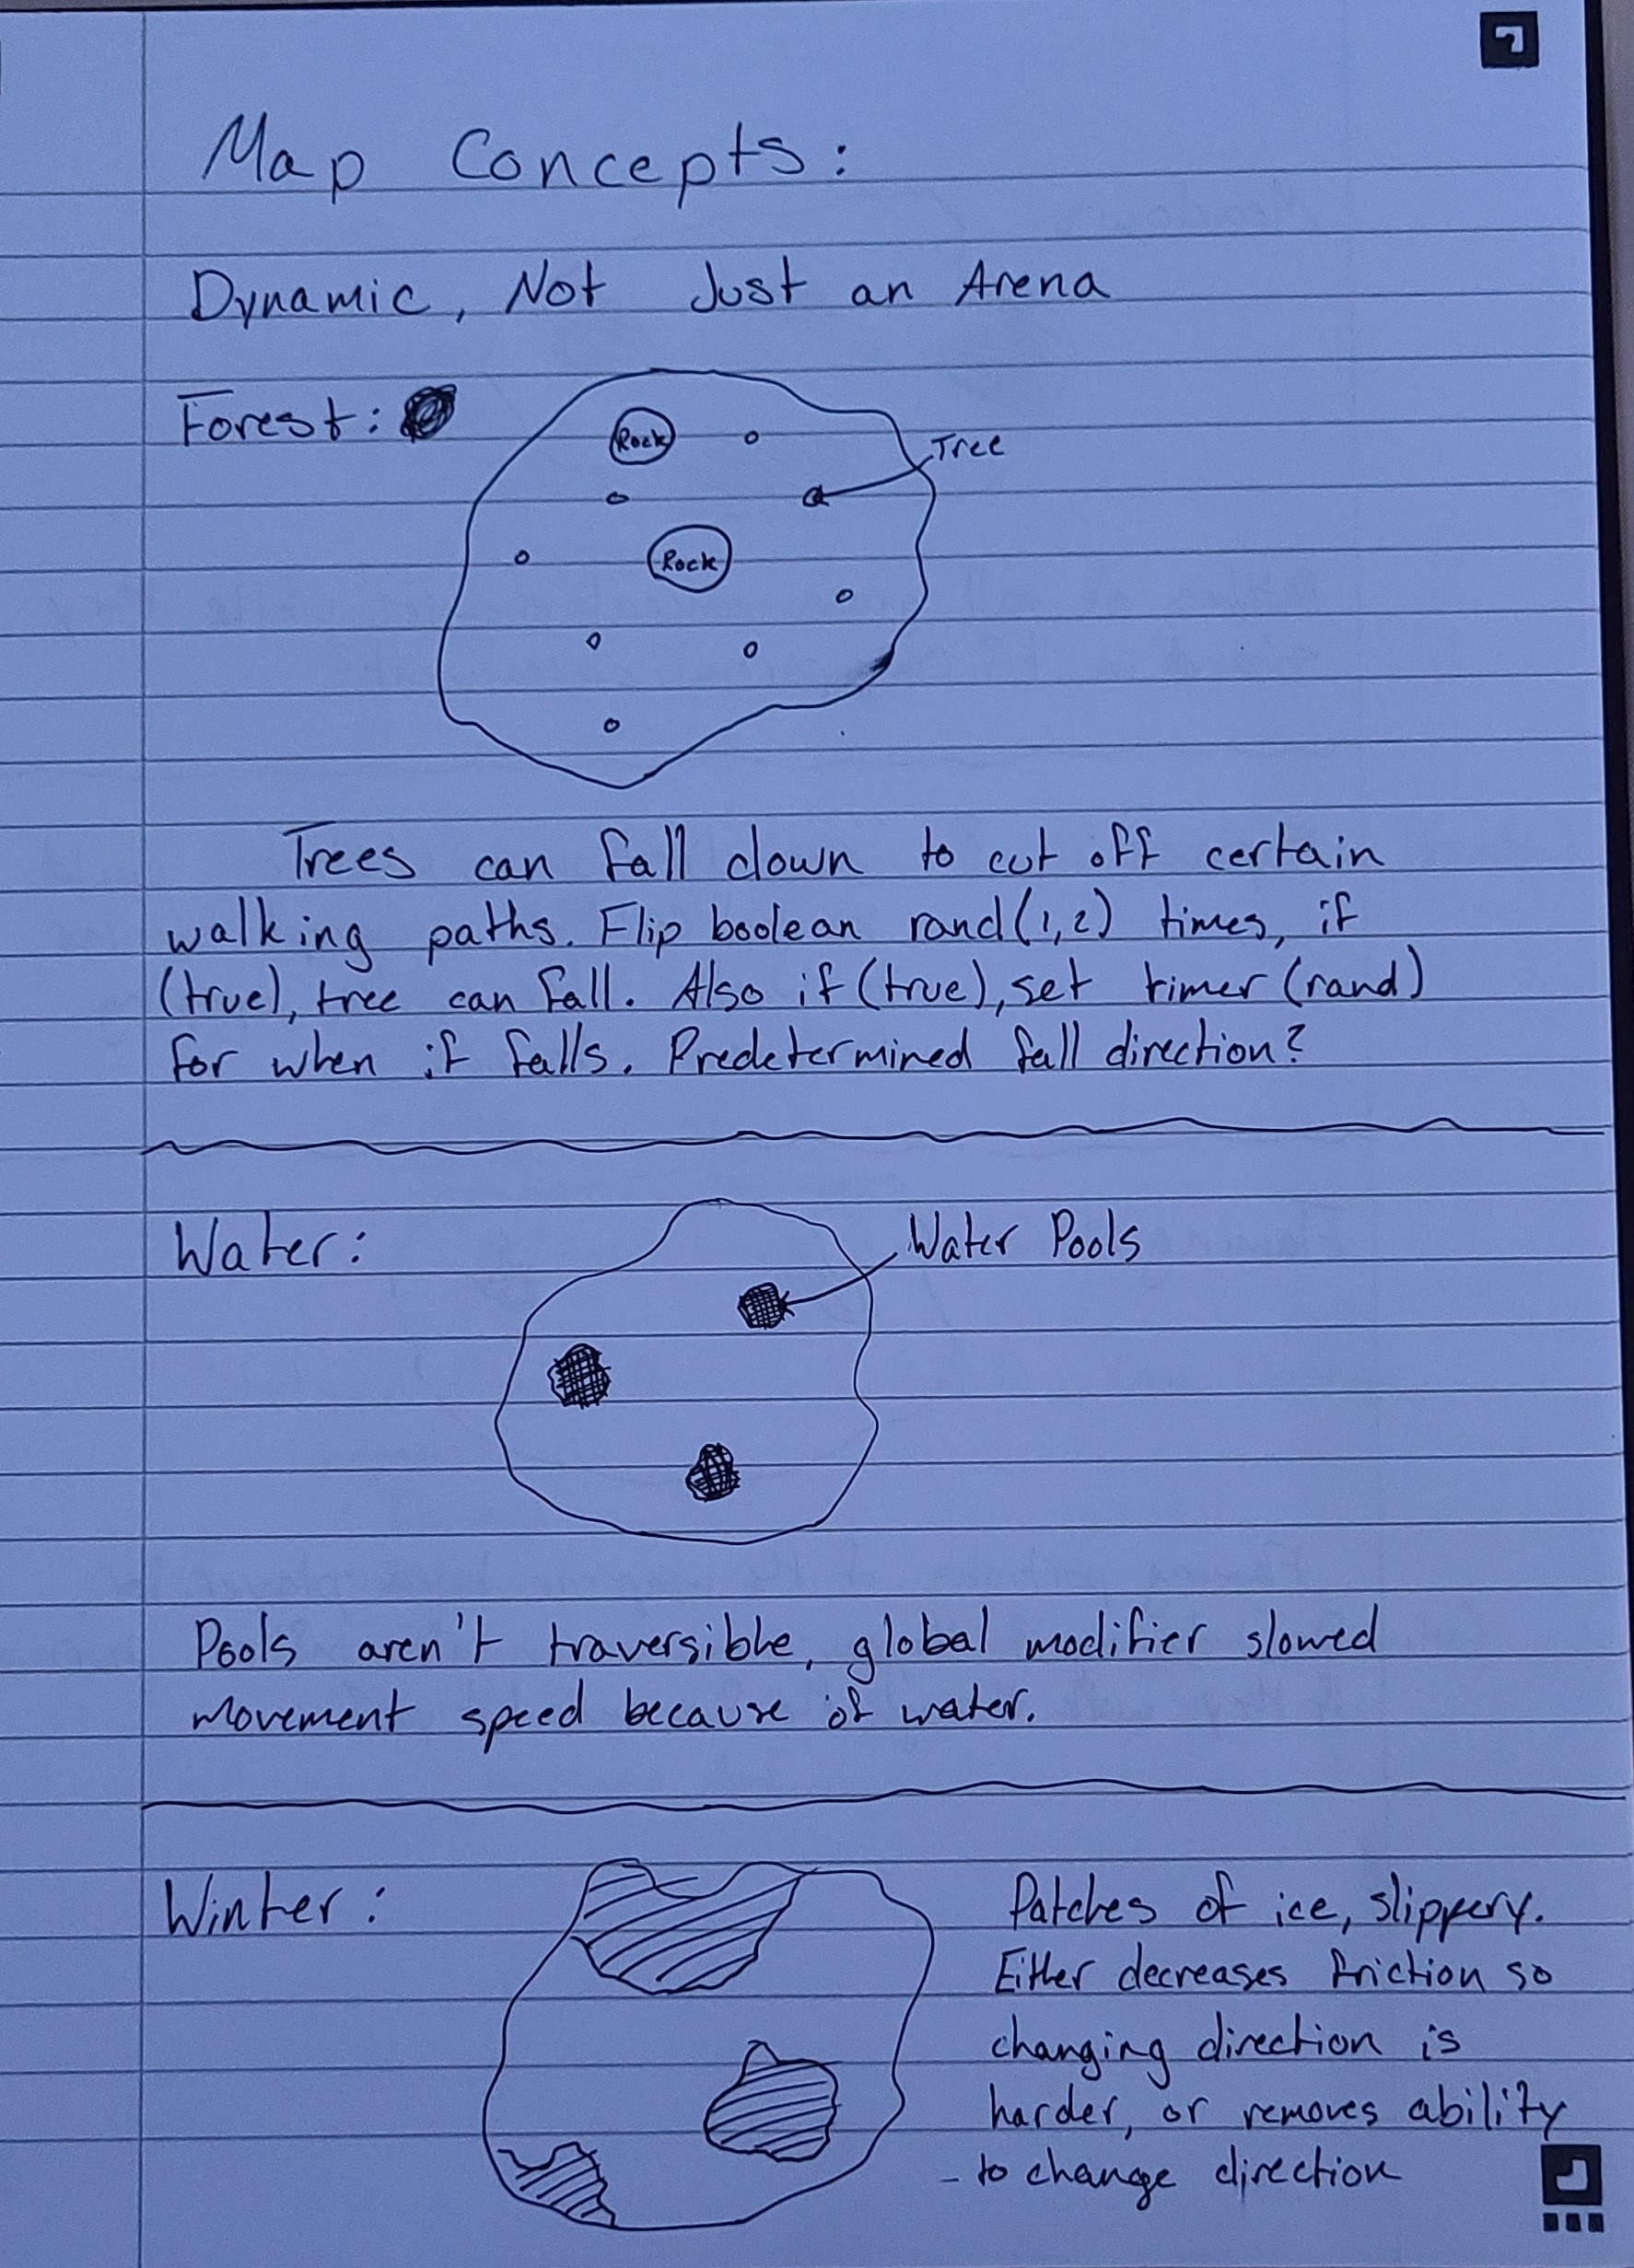 Map Concepts:
Dynamic, Not Just an Arena
Forest:
Rock
Tree
Rock
Trees can fall down to cut off certain
walking paths. Flip boolean rand(1,2) times, if
(true), tree can fall. Also if (true), set timer (rand)
for when it falls. Predetermined fall direction?
Water:
Water Pools
Pools aren't traversible, global modifier slowed
movement speed because of water.
Winter:
Patches of ice, slippery.
Either decreases friction so
changing direction is
harder, or removes ability
- to change direction